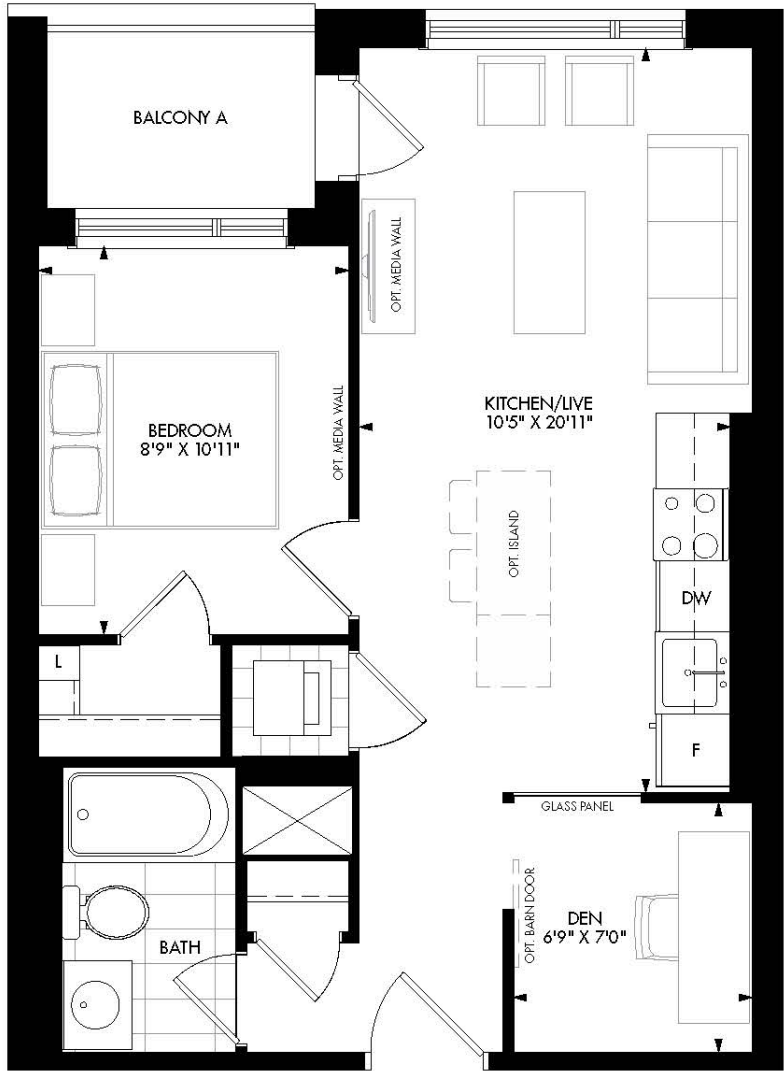 BALCONY A
OPT. MEDIA WALL
KITCHEN/LIVE
10'5" X 20'11"
BEDROOM
8'9" X 10'11"
OPT. MEDIA WALL
OPT. ISLAND
DW
L
F
GLASS PANEL
OPT. BARN DOOR
DEN
6'9" X 7'0"
BATH